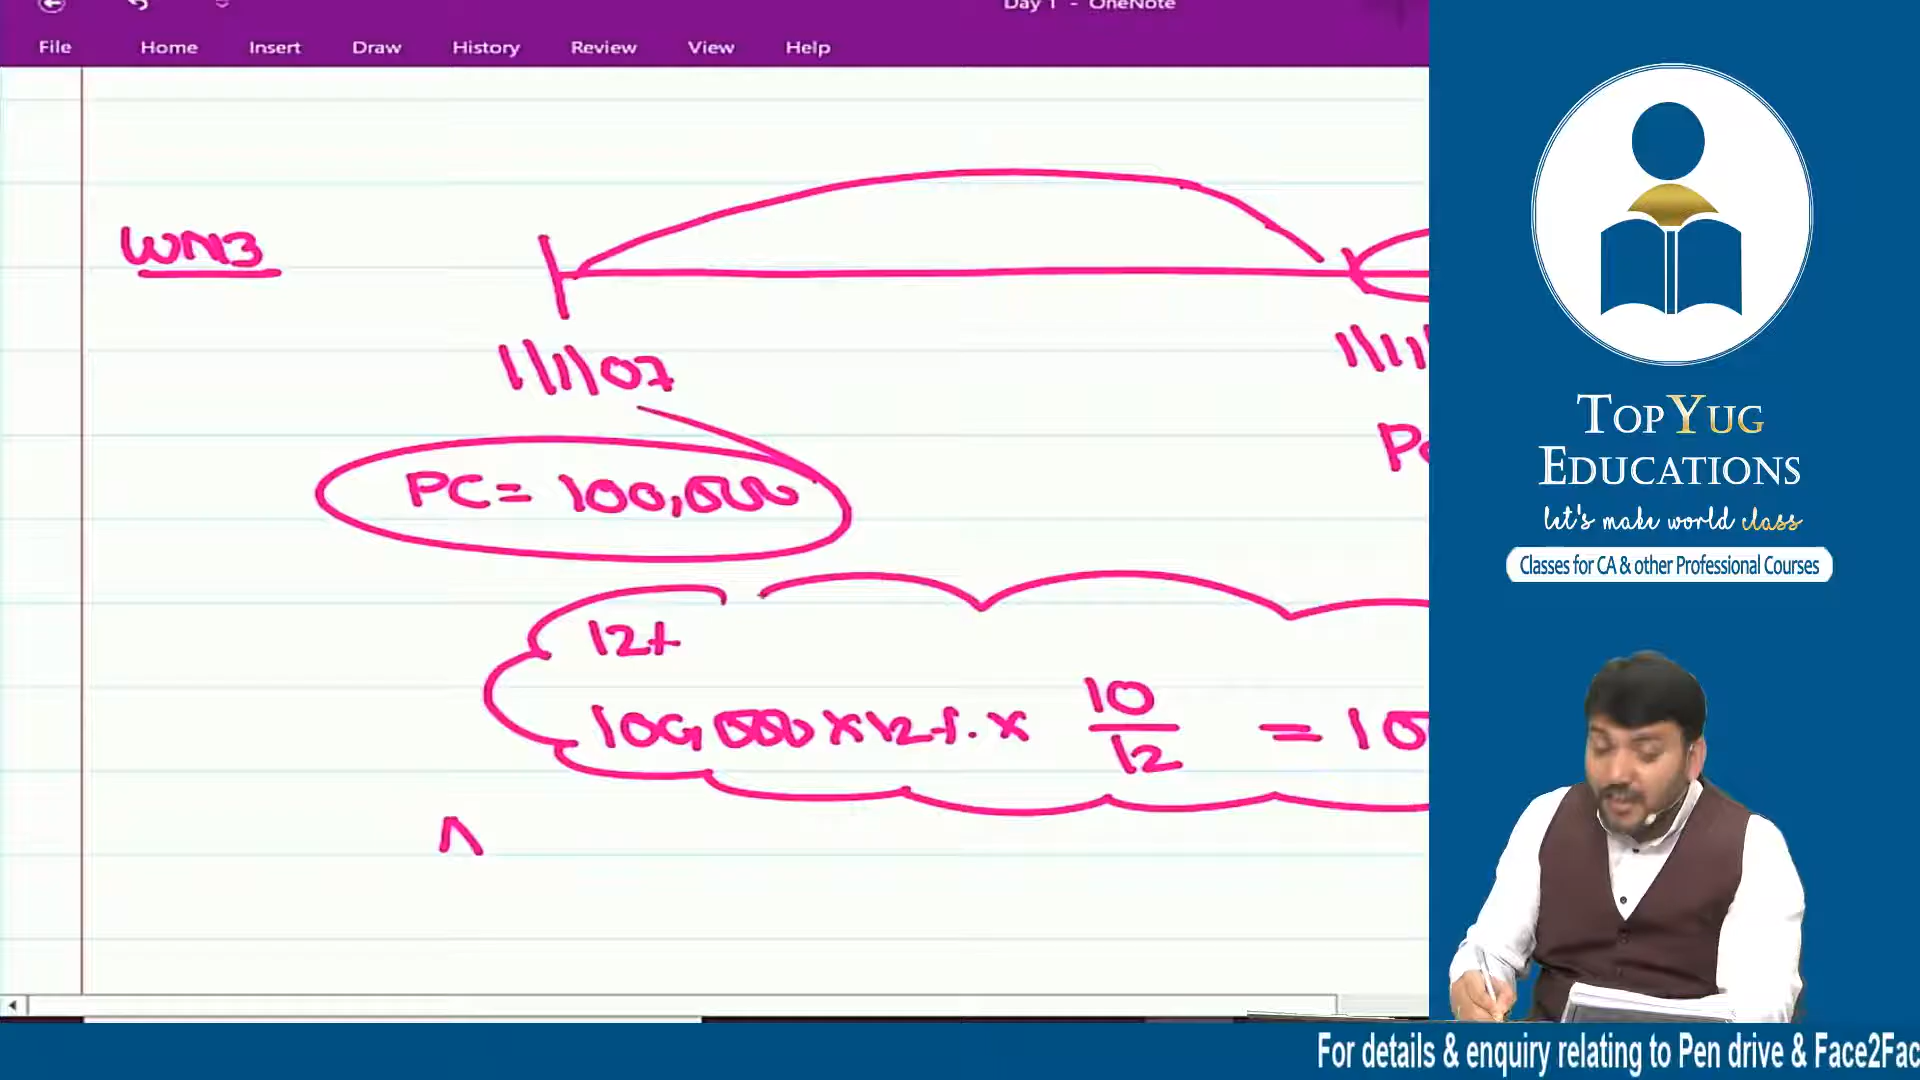 Day 1 - OneNote
File Home Insert Draw History Review View Help
WN3
1/11/07
PC = 100,000
12%
100,000 x 12% x 10/12 = 10
TOPYUG
EDUCATIONS
let's make world class
Classes for CA & other Professional Courses
For details & enquiry relating to Pen drive & Face2Fac